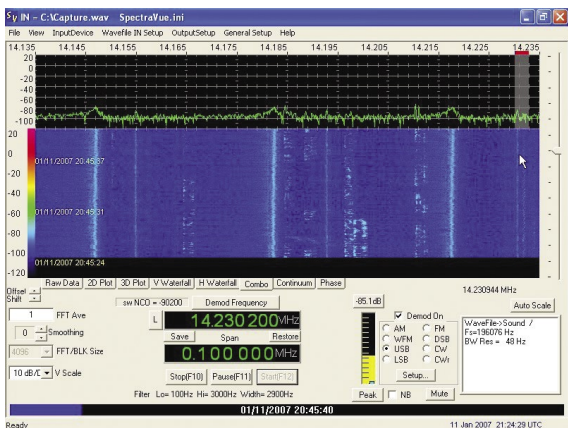 SV IN - C:\Capture.wav SpectraVue.ini
File View InputDevice Wavefile IN Setup OutputSetup General Setup Help
14.135 14.145 14.155 14.165 14.175 14.185 14.195 14.205 14.215 14.225 14.235
20
0
-20
-40
-60
-80
-100
20
0
-20
-40
-60
-80
-100
-120
01/11/2007 20:45:37
01/11/2007 20:45:31
01/11/2007 20:45:24
Raw Data 2D Plot 3D Plot V Waterfall H Waterfall Combo Continuum Phase
Offset
Shift
14.230944 MHz
sw NCO = -90200 Demod Frequency -85.1dB Auto Scale
1 FFT Ave L 14.230 200 MHz Demod On
0 Smoothing Save Span Restore
4096 FFT/BLK Size 0.100 000 MHz
10 dB/D V Scale Stop(F10) Pause(F11) Start(F12)
AM FM
WFM DSB
USB CW
LSB CWr
Setup...
WaveFile->Sound /
Fs=196076 Hz
BW Res = 48 Hz
Filter Lo= 100Hz Hi= 3000Hz Width= 2900Hz Peak NB Mute
01/11/2007 20:45:40
Ready 11 Jan 2007 21:24:29 UTC